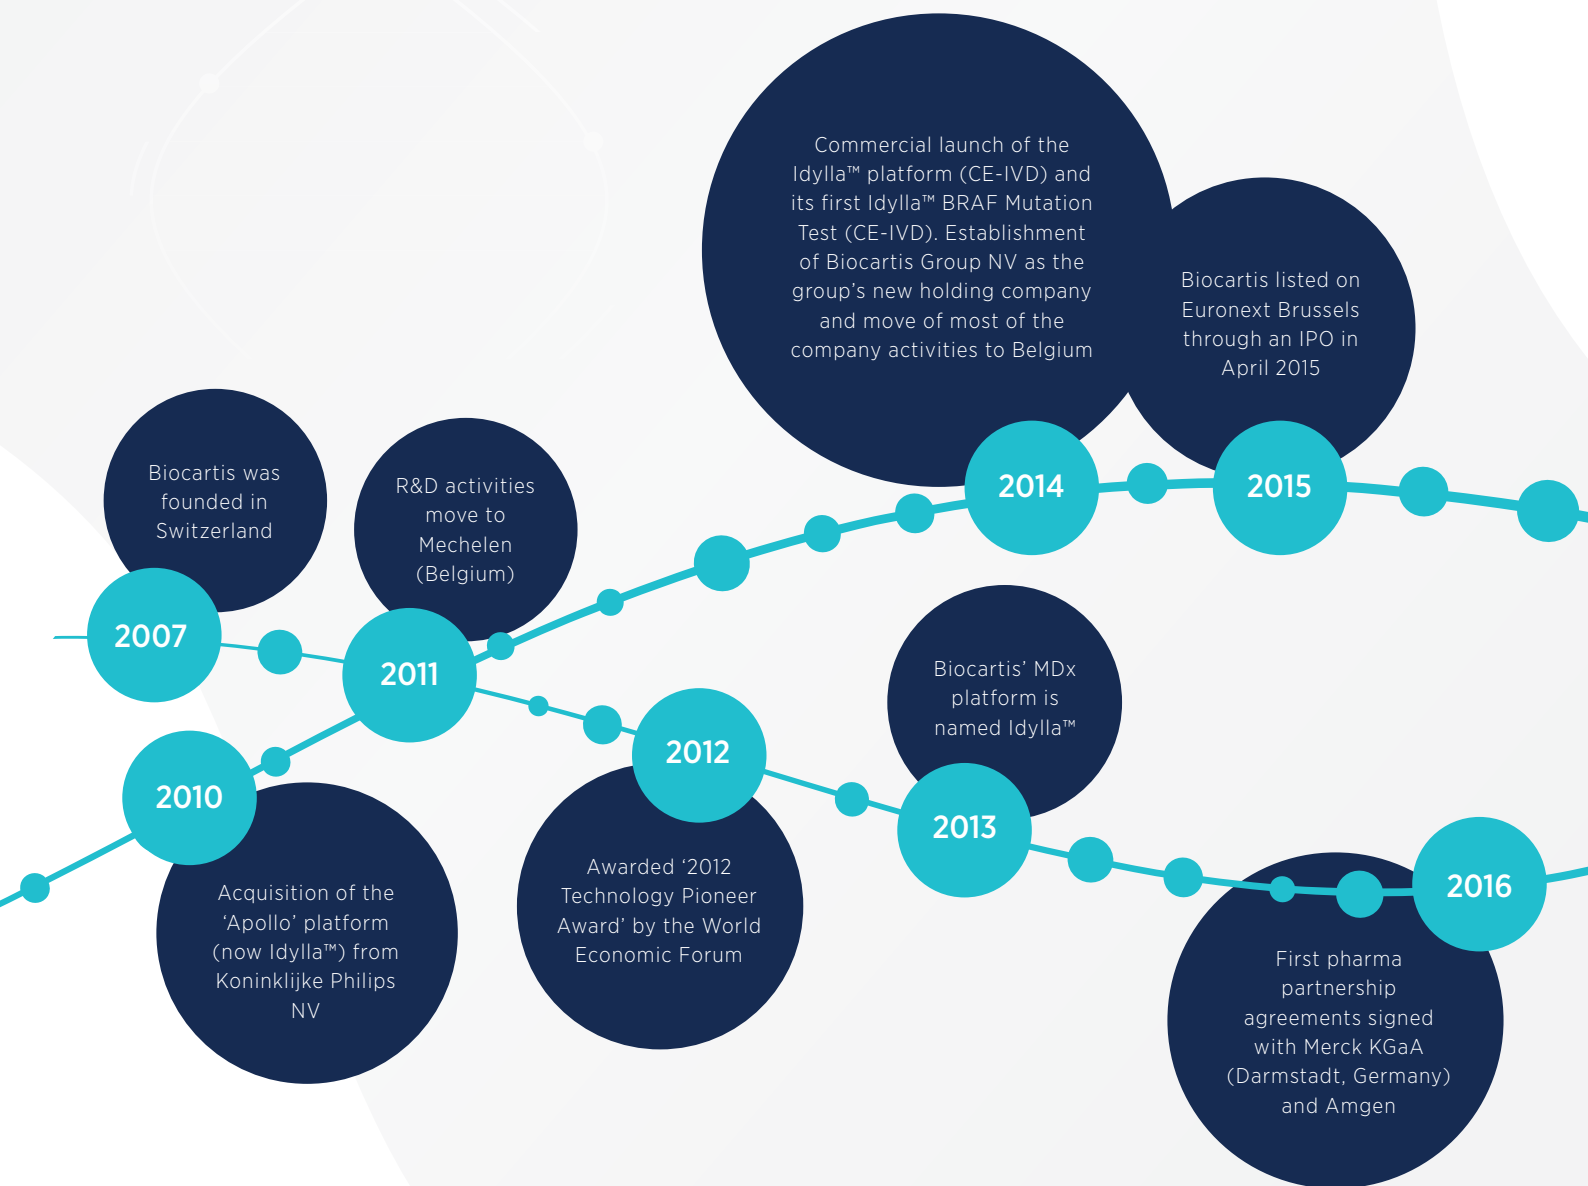 Commercial launch of the
Idylla™ platform (CE-IVD) and
its first Idylla™ BRAF Mutation
Test (CE-IVD). Establishment
of Biocartis Group NV as the
group’s new holding company
and move of most of the
company activities to Belgium
2014
Biocartis listed on
Euronext Brussels
through an IPO in
April 2015
2015
Biocartis was
founded in
Switzerland
2007
R&D activities
move to
Mechelen
(Belgium)
2011
2010
Acquisition of the
‘Apollo’ platform
(now Idylla™) from
Koninklijke Philips
NV
2012
Awarded ‘2012
Technology Pioneer
Award’ by the World
Economic Forum
Biocartis’ MDx
platform is
named Idylla™
2013
2016
First pharma
partnership
agreements signed
with Merck KGaA
(Darmstadt, Germany)
and Amgen